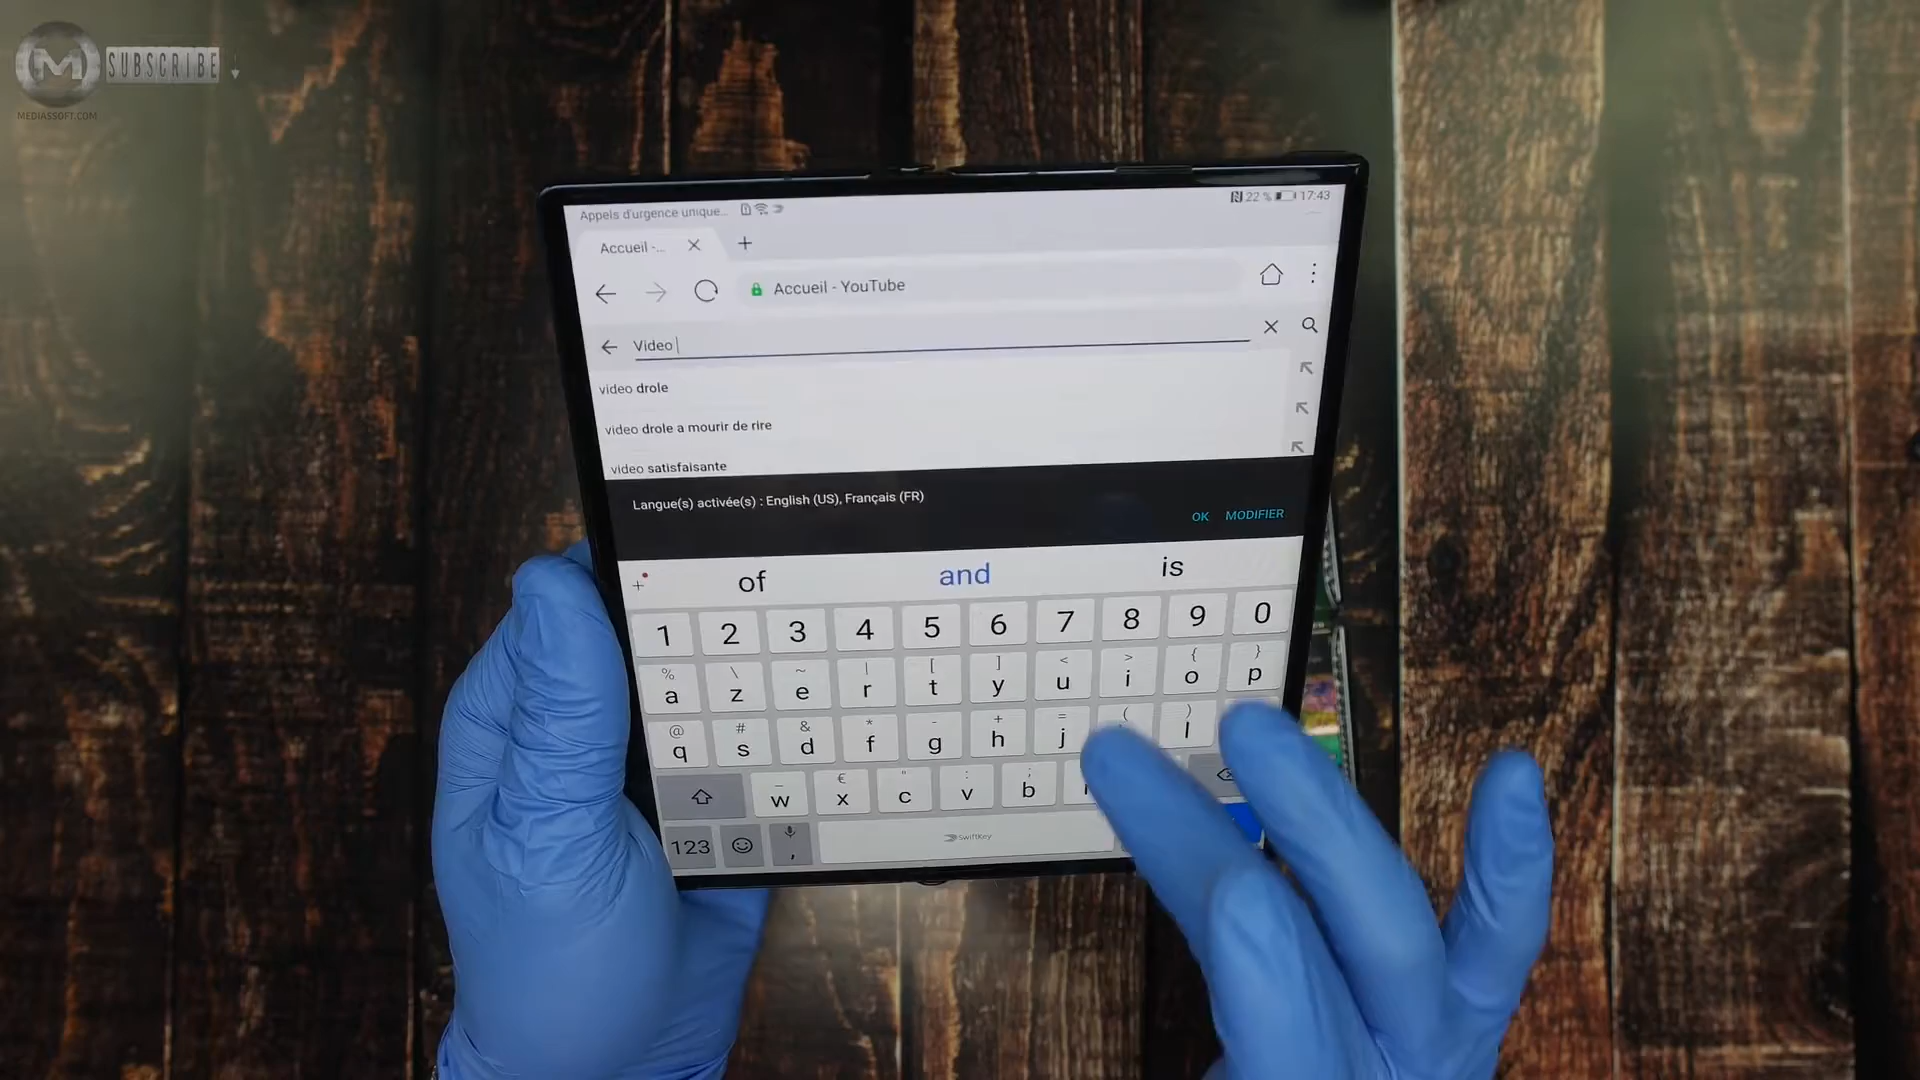 M SUBSCRIBE
MEDIASSOFT.COM
Appels d'urgence unique... 22 % 17:43
Accueil -... × +
Accueil - YouTube
Video
video drole
video drole a mourir de rire
video satisfaisante
Langue(s) activée(s) : English (US), Français (FR)
OK MODIFIER
+ of and is
1 2 3 4 5 6 7 8 9 0
% \ ~ | [ ] < > { }
a z e r t y u i o p
@ # & * - + = ( )
q s d f g h j l
_ € " : ;
w x c v b
123 , SwiftKey